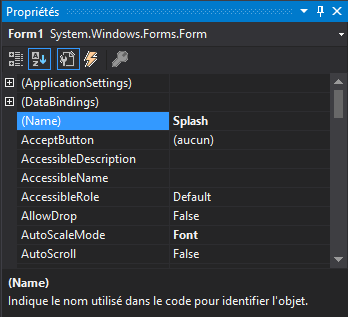 Propriétés
Form1 System.Windows.Forms.Form
(ApplicationSettings)
(DataBindings)
(Name) Splash
AcceptButton (aucun)
AccessibleDescription
AccessibleName
AccessibleRole Default
AllowDrop False
AutoScaleMode Font
AutoScroll False
(Name)
Indique le nom utilisé dans le code pour identifier l'objet.